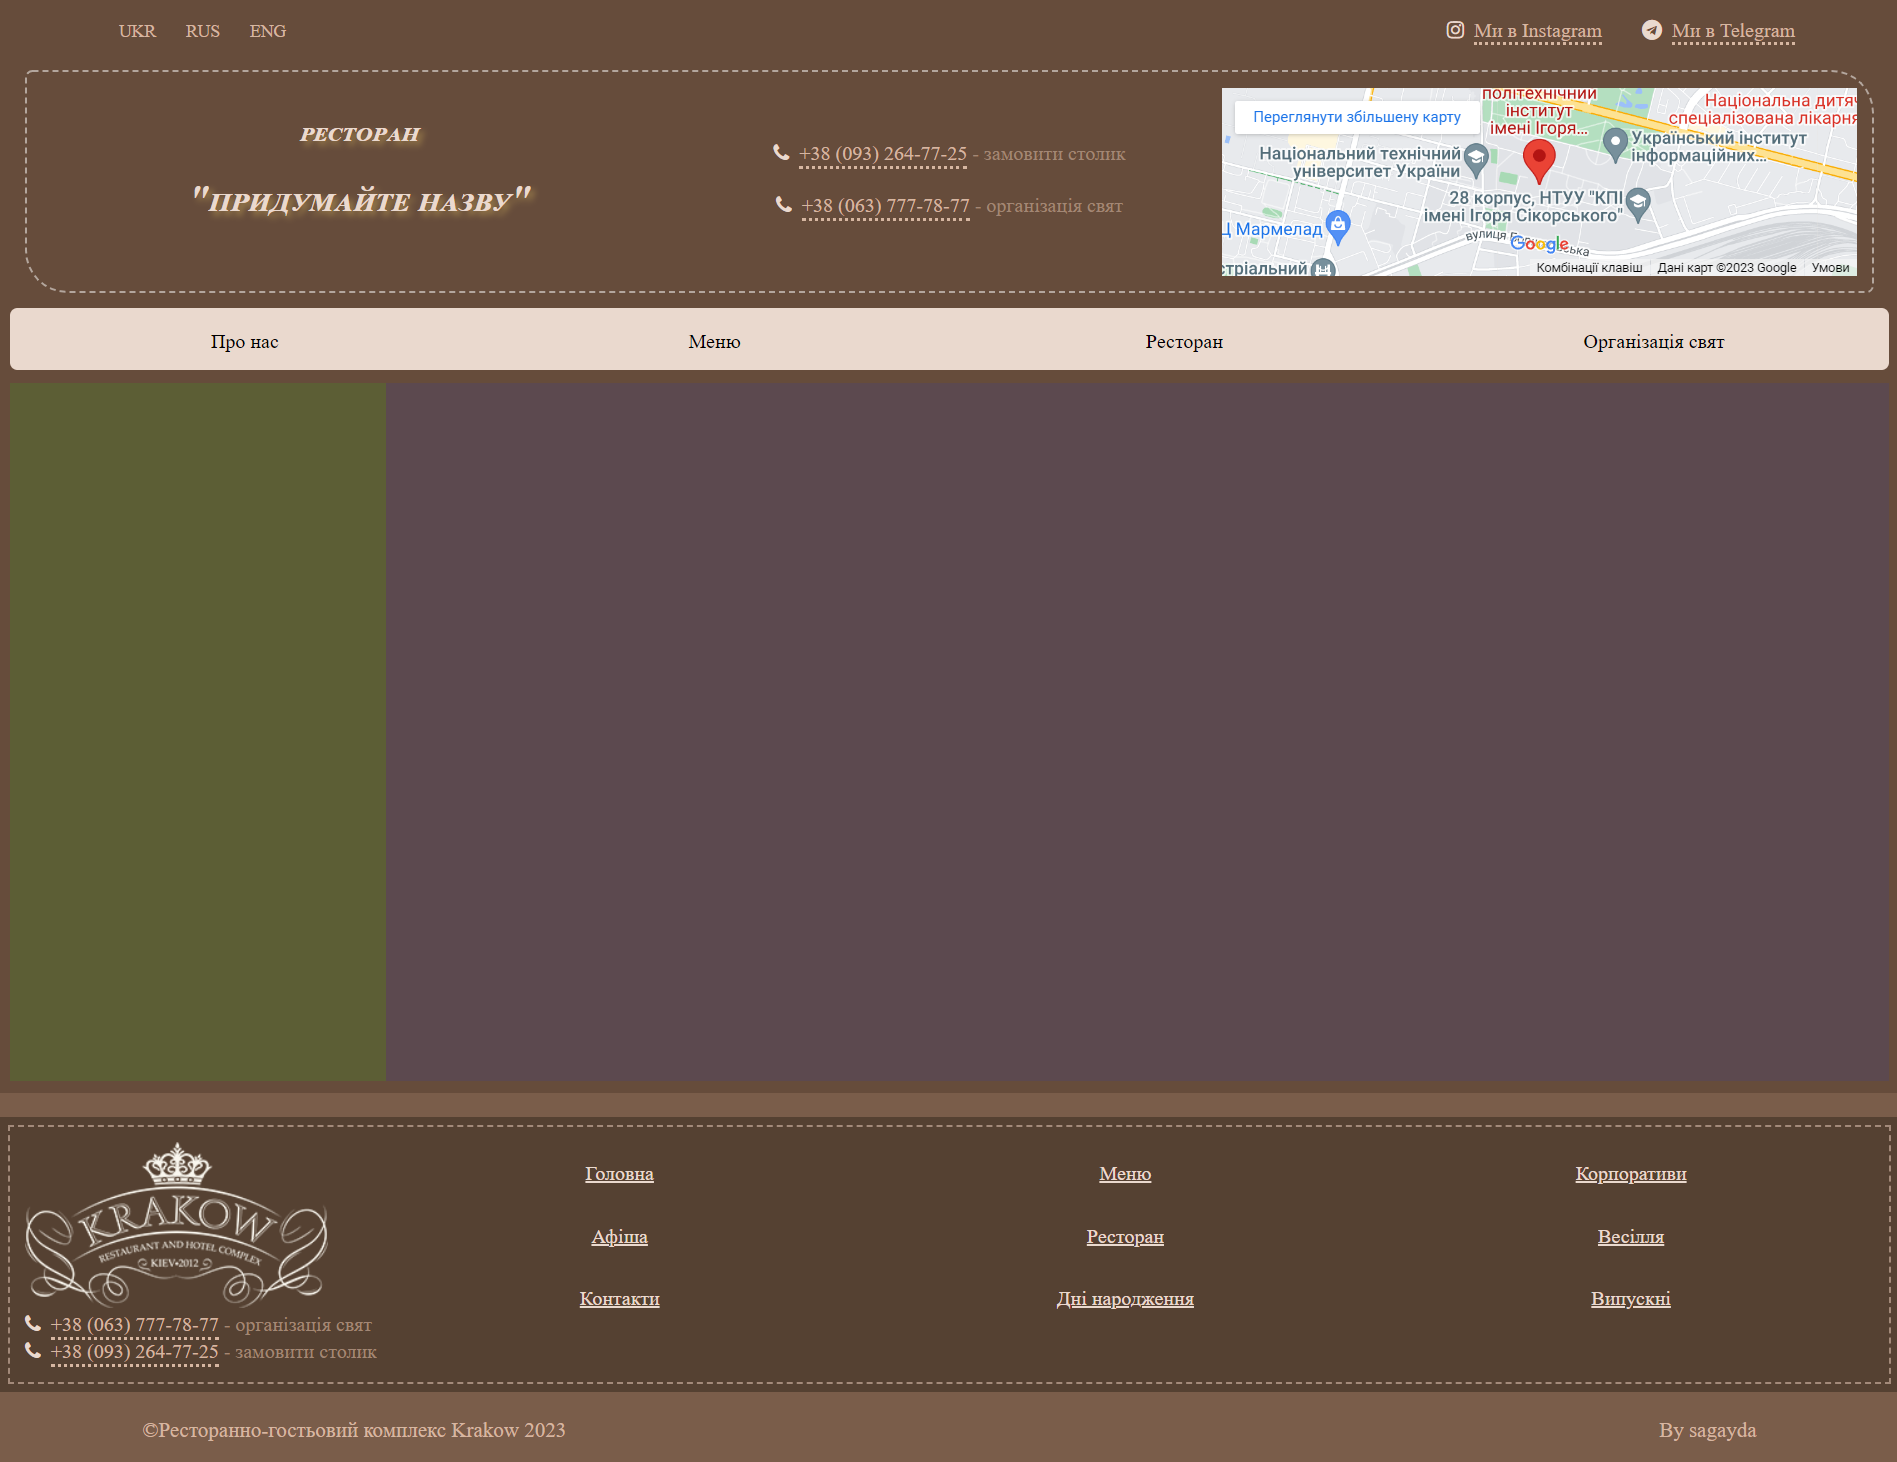 UKR RUS ENG
Ми в Instagram Ми в Telegram
РЕСТОРАН
"ПРИДУМАЙТЕ НАЗВУ"
+38 (093) 264-77-25 - замовити столик
+38 (063) 777-78-77 - організація свят
Переглянути збільшену карту
політехнічний
інститут
імені Ігоря...
Національна дитяч
спеціалізована лікарня
Український інститут
інформаційних...
Національний технічний
університет України
28 корпус, НТУУ "КПІ
імені Ігоря Сікорського"
Ц Мармелад
вулиця
Google
стріальний
Комбінації клавіш Дані карт ©2023 Google Умови
Про нас Меню Ресторан Організація свят
KRAKOW
RESTAURANT AND HOTEL COMPLEX
KIEV•2012
+38 (063) 777-78-77 - організація свят
+38 (093) 264-77-25 - замовити столик
Головна Меню Корпоративи
Афіша Ресторан Весілля
Контакти Дні народження Випускні
©Ресторанно-гостьовий комплекс Krakow 2023
By sagayda